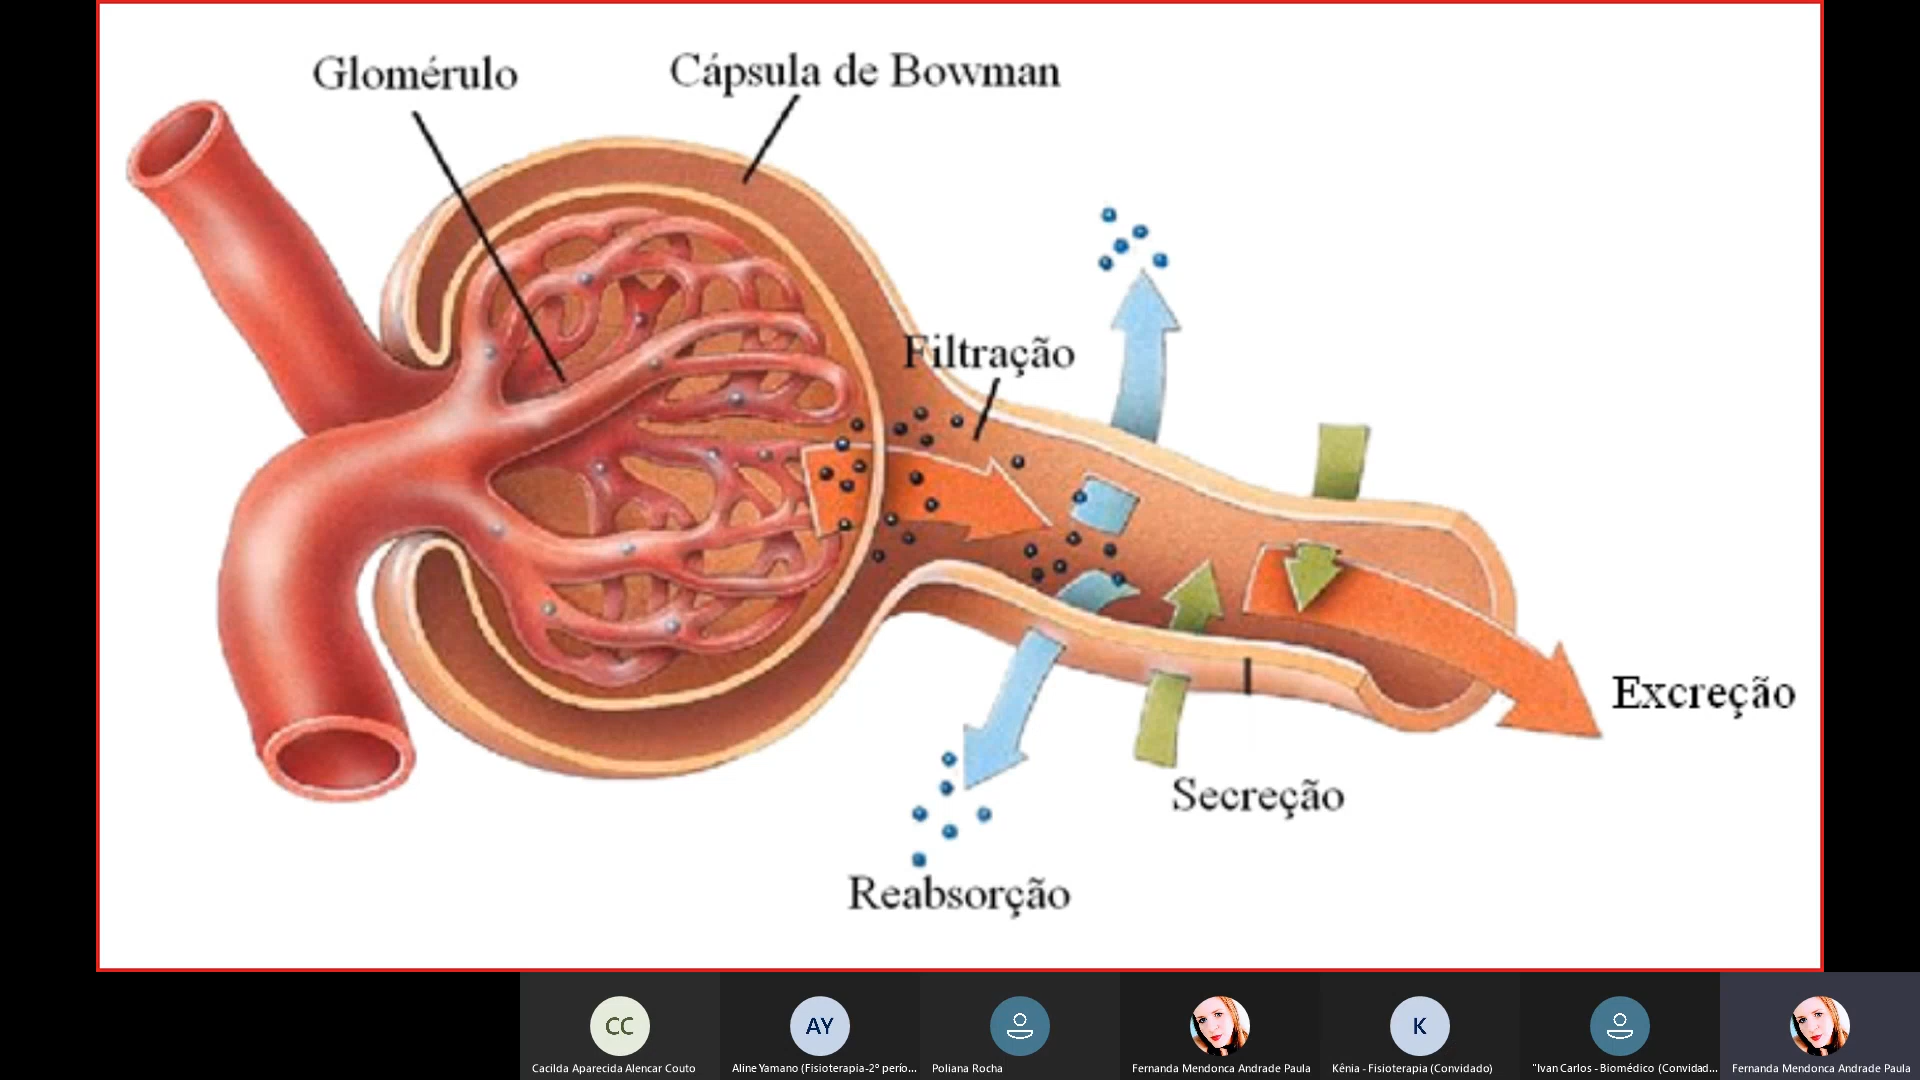 Glomérulo
Cápsula de Bowman
Filtração
Excreção
Secreção
Reabsorção
CC
AY
K
Cacilda Aparecida Alencar Couto
Aline Yamano (Fisioterapia-2º perío...
Poliana Rocha
Fernanda Mendonca Andrade Paula
Kênia - Fisioterapia (Convidado)
"Ivan Carlos - Biomédico (Convidad...
Fernanda Mendonca Andrade Paula